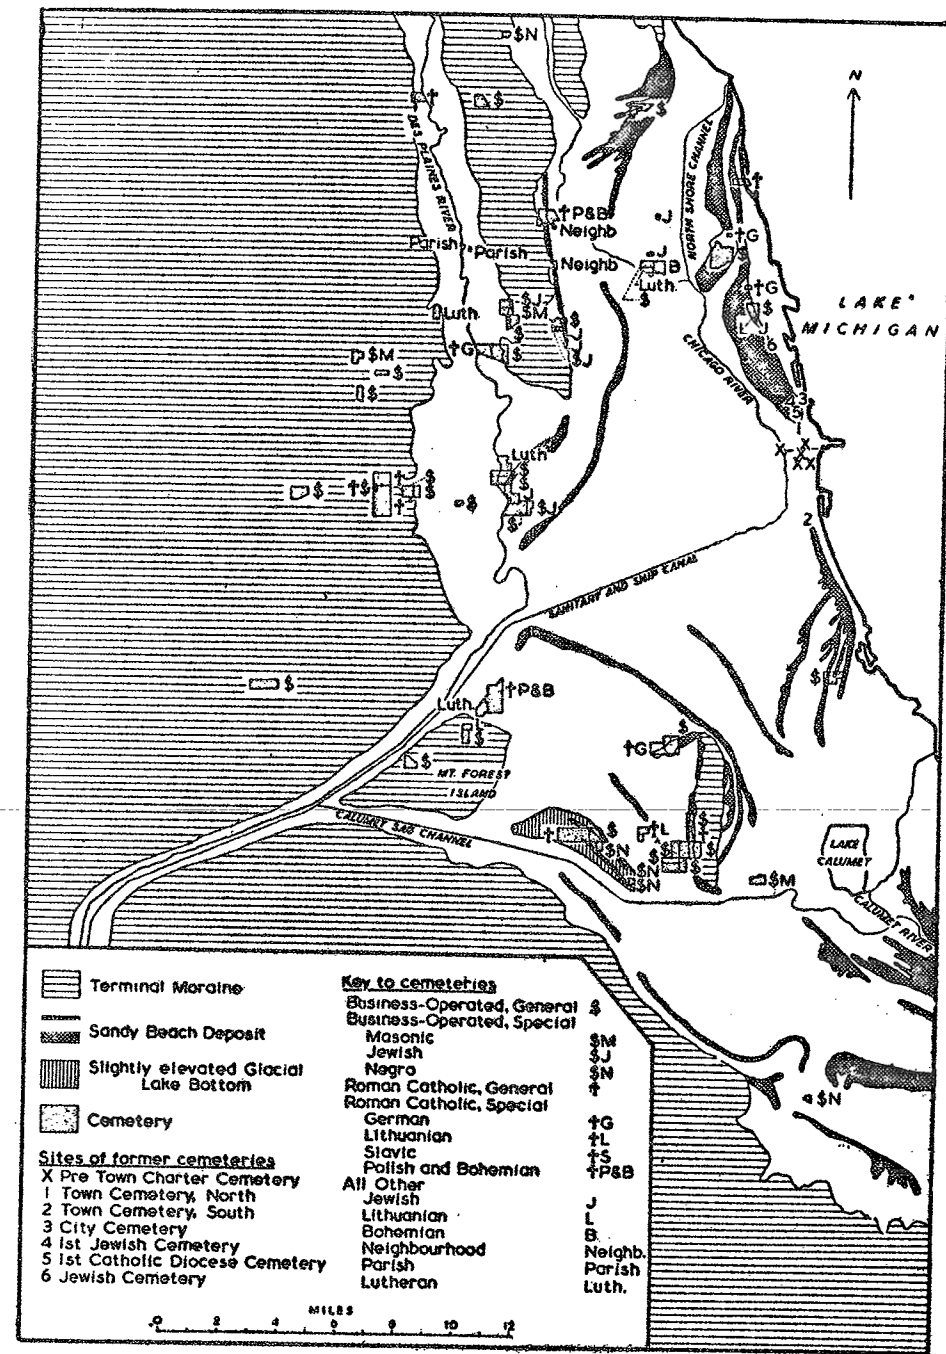 $N
N
†
$
DES PLAINES RIVER
$
NORTH SHORE CHANNEL
†
†P&B
J
Neighb
†G
Parish
Parish
J
$
Neighb
B
Luth.
$
†G
$J
$M
$
LAKE
MICHIGAN
Luth.
$
L
J
6
$
J
†G
$
$J
$M
$
$
CHICAGO RIVER
4 3
5
X
X
X
X
Luth
$
$
†
$
$
†$
$
†
$
$J
$
2
SANITARY AND SHIP CANAL
$
$
†P&B
Luth.
L
$
$
†G
$
MT. FOREST
ISLAND
CALUMET SAG CHANNEL
†
$
†L
$
†
$N
$
$
$
$
$N
$N
$M
LAKE
CALUMET
CALUMET RIVER
$N
Terminal Moraine
Sandy Beach Deposit
Slightly elevated Glacial
Lake Bottom
Cemetery
Sites of former cemeteries
X Pre Town Charter Cemetery
1 Town Cemetery, North
2 Town Cemetery, South
3 City Cemetery
4 1st Jewish Cemetery
5 1st Catholic Diocese Cemetery
6 Jewish Cemetery
Key to cemeteries
Business-Operated, General $
Business-Operated, Special
Masonic $M
Jewish $J
Negro $N
Roman Catholic, General †
Roman Catholic, Special
German †G
Lithuanian †L
Slavic †S
Polish and Bohemian †P&B
All Other
Jewish J
Lithuanian L
Bohemian B
Neighbourhood Neighb.
Parish Parish
Lutheran Luth.
MILES
0 2 4 6 8 10 12